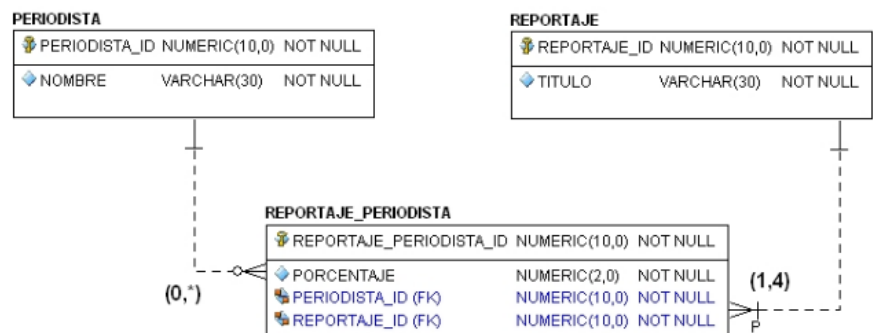 PERIODISTA
PERIODISTA_ID NUMERIC(10,0) NOT NULL
NOMBRE VARCHAR(30) NOT NULL
REPORTAJE
REPORTAJE_ID NUMERIC(10,0) NOT NULL
TITULO VARCHAR(30) NOT NULL
REPORTAJE_PERIODISTA
REPORTAJE_PERIODISTA_ID NUMERIC(10,0) NOT NULL
PORCENTAJE NUMERIC(2,0) NOT NULL
PERIODISTA_ID (FK) NUMERIC(10,0) NOT NULL
REPORTAJE_ID (FK) NUMERIC(10,0) NOT NULL
(0,*)
(1,4)
P